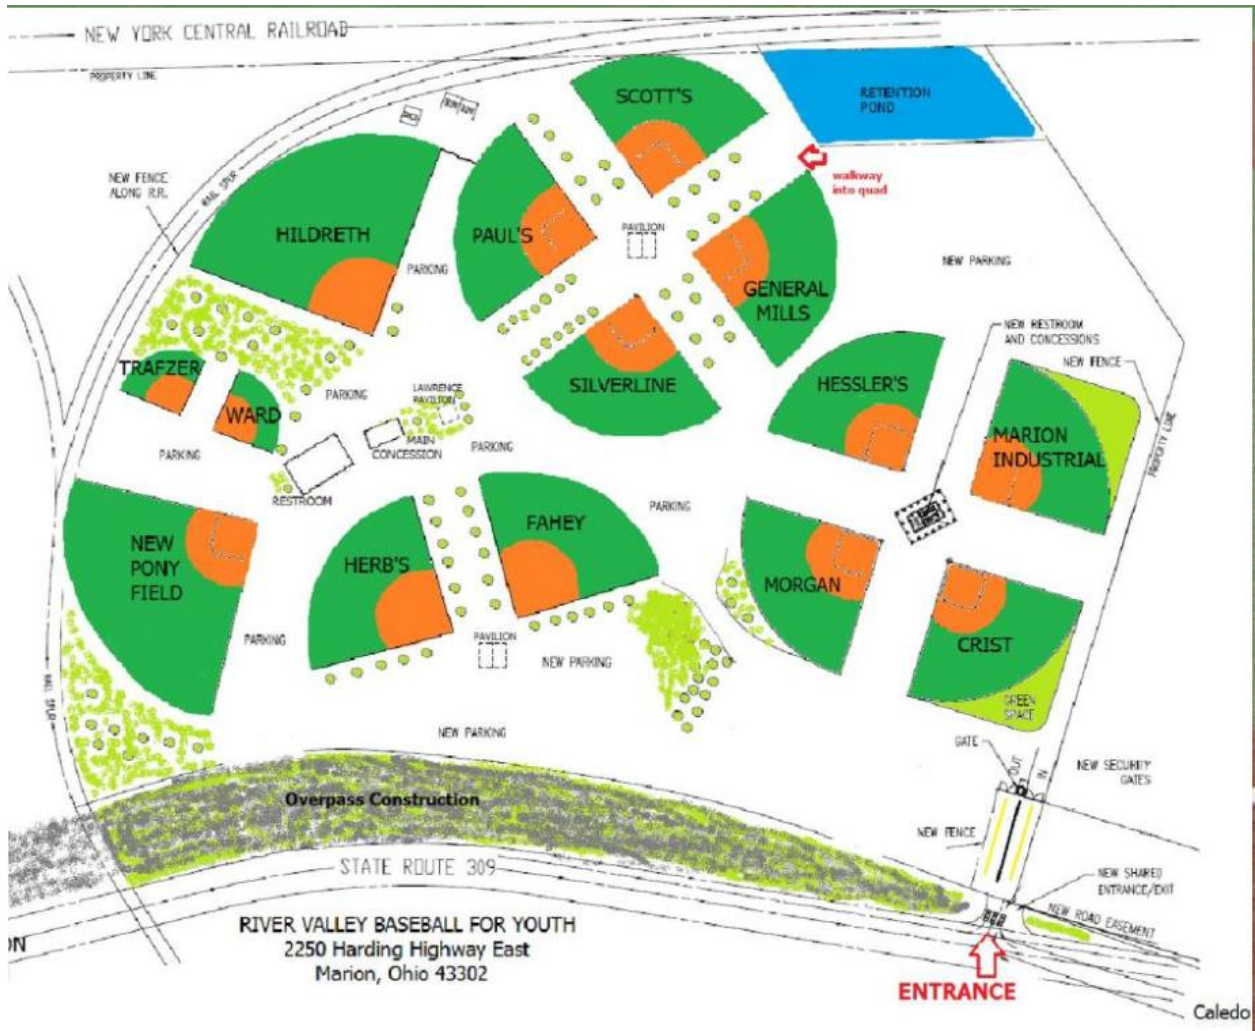 NEW YORK CENTRAL RAILROAD
PROPERTY LINE
SCOTT'S
RETENTION
POND
walkway
into quad
NEW FENCE
ALONG R.R.
RAIL SPUR
HILDRETH
PAUL'S
PAVILION
PARKING
NEW PARKING
GENERAL
MILLS
NEW RESTROOM
AND CONCESSIONS
NEW FENCE
TRAFZER
WARD
PARKING
LAWRENCE
PAVILION
SILVERLINE
HESSLER'S
MARION
INDUSTRIAL
PROPERTY LINE
MAIN
CONCESSION
PARKING
PARKING
RESTROOM
PARKING
NEW
PONY
FIELD
HERB'S
FAHEY
MORGAN
CRIST
PARKING
PAVILION
NEW PARKING
RAIL SPUR
GREEN
SPACE
NEW PARKING
GATE
OUT
IN
NEW SECURITY
GATES
Overpass Construction
NEW FENCE
STATE ROUTE 309
NEW SHARED
ENTRANCE/EXIT
NEW ROAD EASEMENT
RIVER VALLEY BASEBALL FOR YOUTH
2250 Harding Highway East
Marion, Ohio 43302
ON
ENTRANCE
Caledo